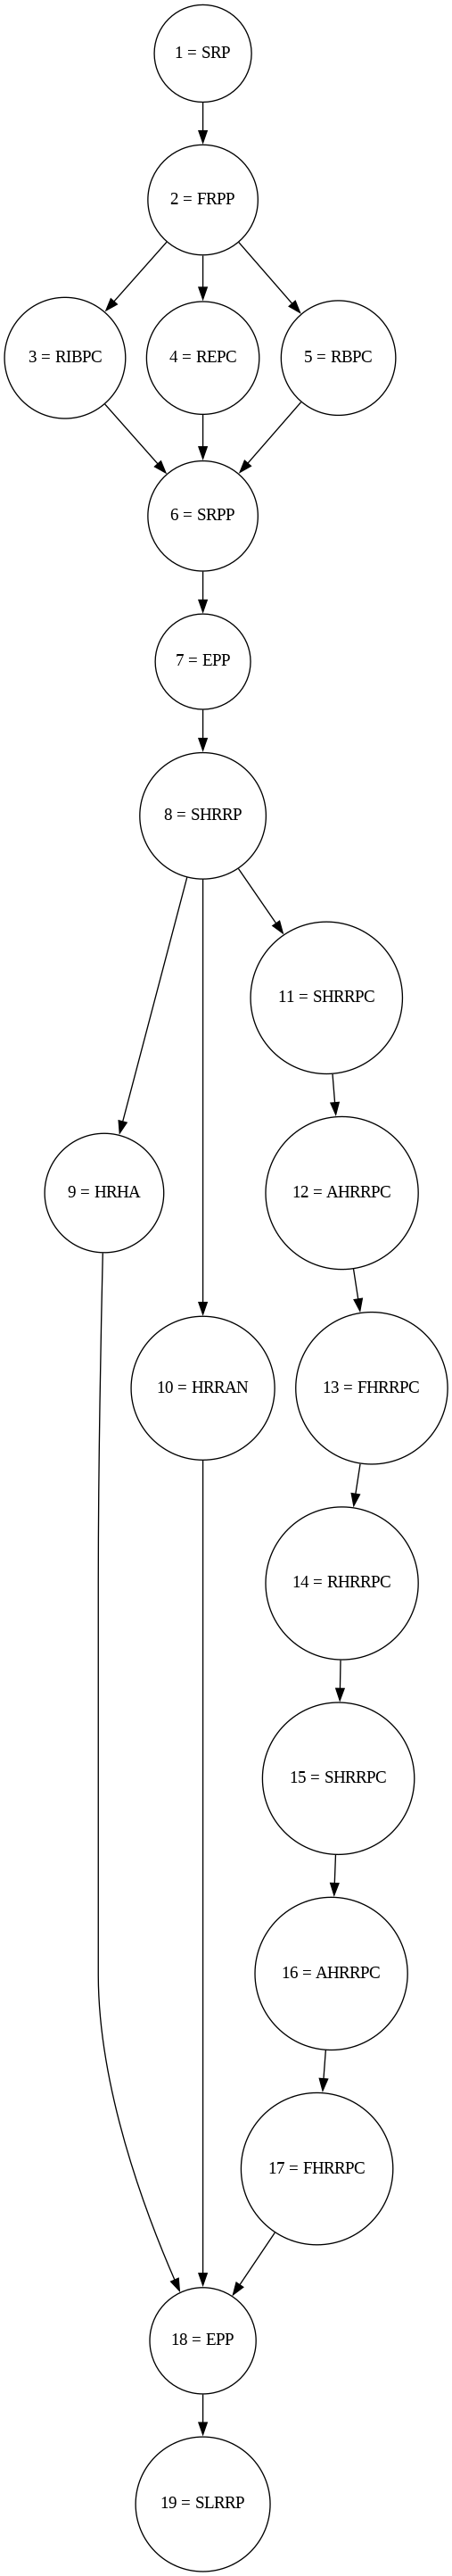 1 = SRP
2 = FRPP
3 = RIBPC
4 = REPC
5 = RBPC
6 = SRPP
7 = EPP
8 = SHRRP
11 = SHRRPC
9 = HRHA
12 = AHRRPC
10 = HRRAN
13 = FHRRPC
14 = RHRRPC
15 = SHRRPC
16 = AHRRPC
17 = FHRRPC
18 = EPP
19 = SLRRP